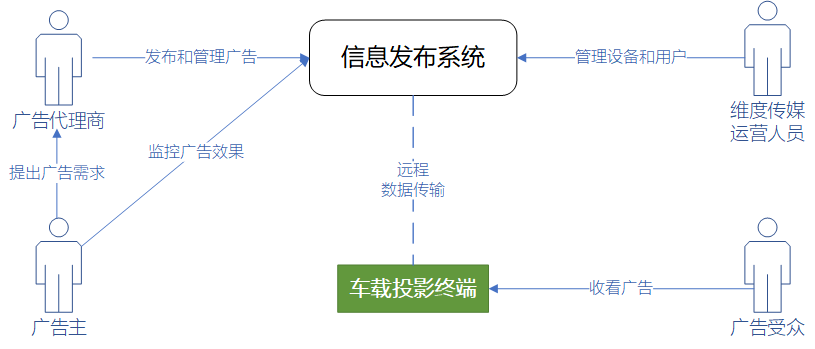 发布和管理广告
信息发布系统
管理设备和用户
广告代理商
维度传媒
运营人员
监控广告效果
提出广告需求
远程
数据传输
车载投影终端
收看广告
广告主
广告受众